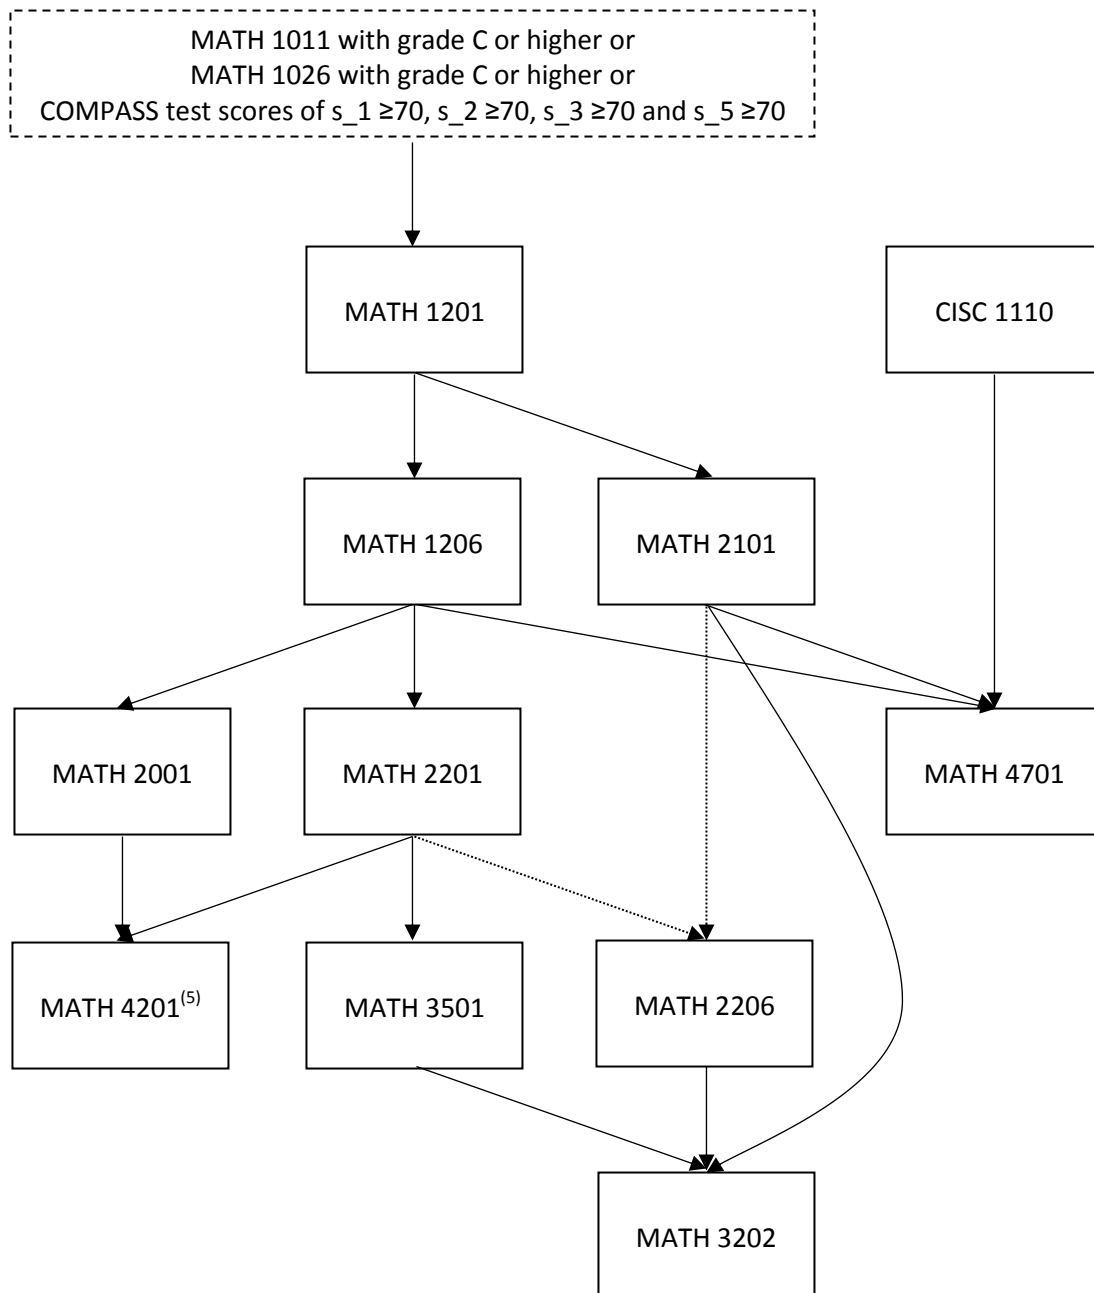 MATH 1011 with grade C or higher or
MATH 1026 with grade C or higher or
COMPASS test scores of s_1 ≥70, s_2 ≥70, s_3 ≥70 and s_5 ≥70
MATH 1201
CISC 1110
MATH 1206
MATH 2101
MATH 2001
MATH 2201
MATH 4701
MATH 4201(5)
MATH 3501
MATH 2206
MATH 3202